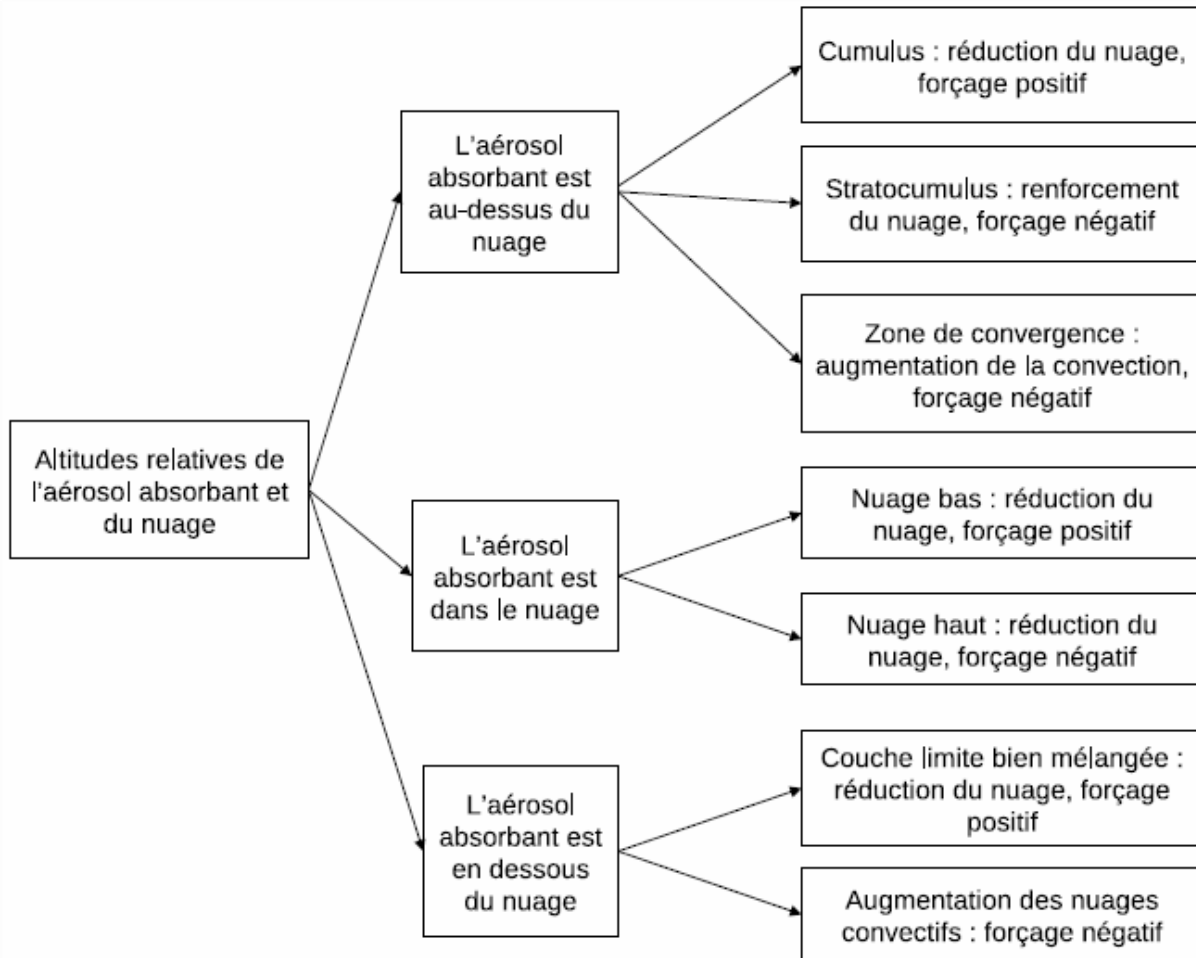 Cumulus : réduction du nuage,
forçage positif
L'aérosol
absorbant est
au-dessus du
nuage
Stratocumulus : renforcement
du nuage, forçage négatif
Zone de convergence :
augmentation de la convection,
forçage négatif
Altitudes relatives de
l'aérosol absorbant et
du nuage
Nuage bas : réduction du
nuage, forçage positif
L'aérosol
absorbant est
dans le nuage
Nuage haut : réduction du
nuage, forçage négatif
Couche limite bien mélangée :
réduction du nuage, forçage
positif
L'aérosol
absorbant est
en dessous
du nuage
Augmentation des nuages
convectifs : forçage négatif